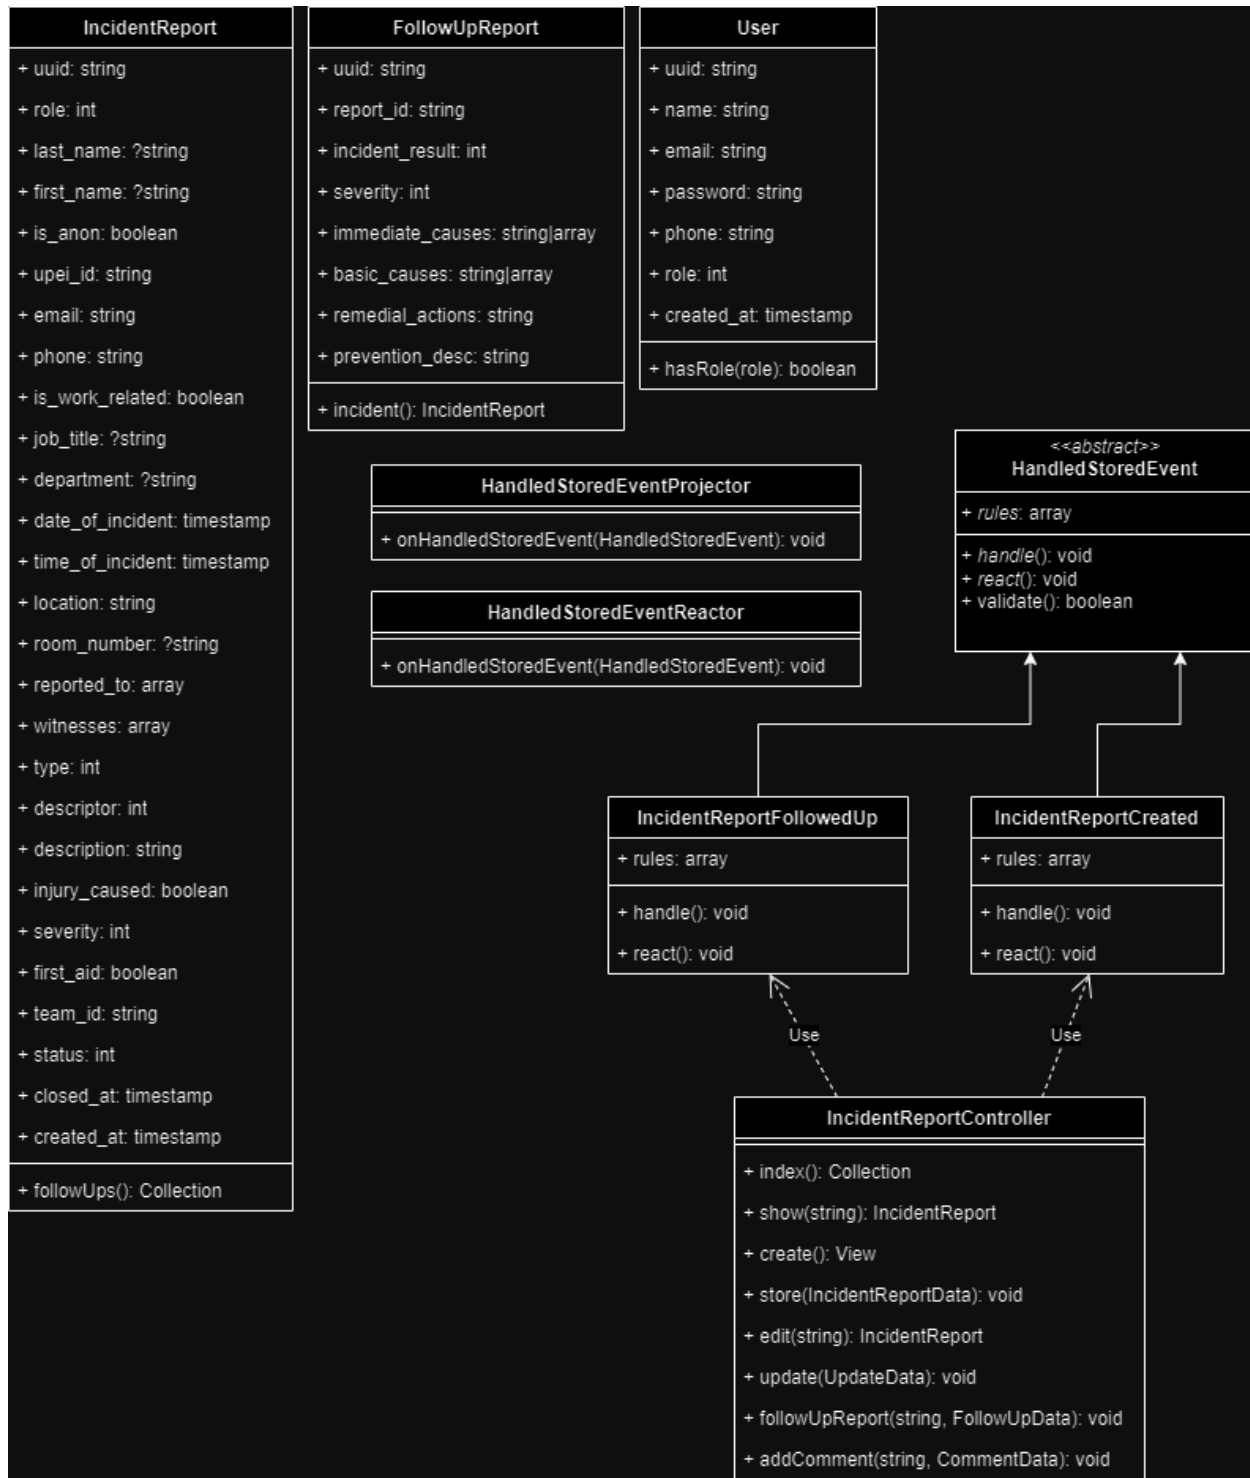 IncidentReport
+ uuid: string
+ role: int
+ last_name: ?string
+ first_name: ?string
+ is_anon: boolean
+ upei_id: string
+ email: string
+ phone: string
+ is_work_related: boolean
+ job_title: ?string
+ department: ?string
+ date_of_incident: timestamp
+ time_of_incident: timestamp
+ location: string
+ room_number: ?string
+ reported_to: array
+ witnesses: array
+ type: int
+ descriptor: int
+ description: string
+ injury_caused: boolean
+ severity: int
+ first_aid: boolean
+ team_id: string
+ status: int
+ closed_at: timestamp
+ created_at: timestamp
+ followUps(): Collection
FollowUpReport
+ uuid: string
+ report_id: string
+ incident_result: int
+ severity: int
+ immediate_causes: string|array
+ basic_causes: string|array
+ remedial_actions: string
+ prevention_desc: string
+ incident(): IncidentReport
User
+ uuid: string
+ name: string
+ email: string
+ password: string
+ phone: string
+ role: int
+ created_at: timestamp
+ hasRole(role): boolean
HandledStoredEventProjector
+ onHandledStoredEvent(HandledStoredEvent): void
HandledStoredEventReactor
+ onHandledStoredEvent(HandledStoredEvent): void
<<abstract>>
HandledStoredEvent
+ rules: array
+ handle(): void
+ react(): void
+ validate(): boolean
IncidentReportFollowedUp
+ rules: array
+ handle(): void
+ react(): void
IncidentReportCreated
+ rules: array
+ handle(): void
+ react(): void
Use
Use
IncidentReportController
+ index(): Collection
+ show(string): IncidentReport
+ create(): View
+ store(IncidentReportData): void
+ edit(string): IncidentReport
+ update(UpdateData): void
+ followUpReport(string, FollowUpData): void
+ addComment(string, CommentData): void